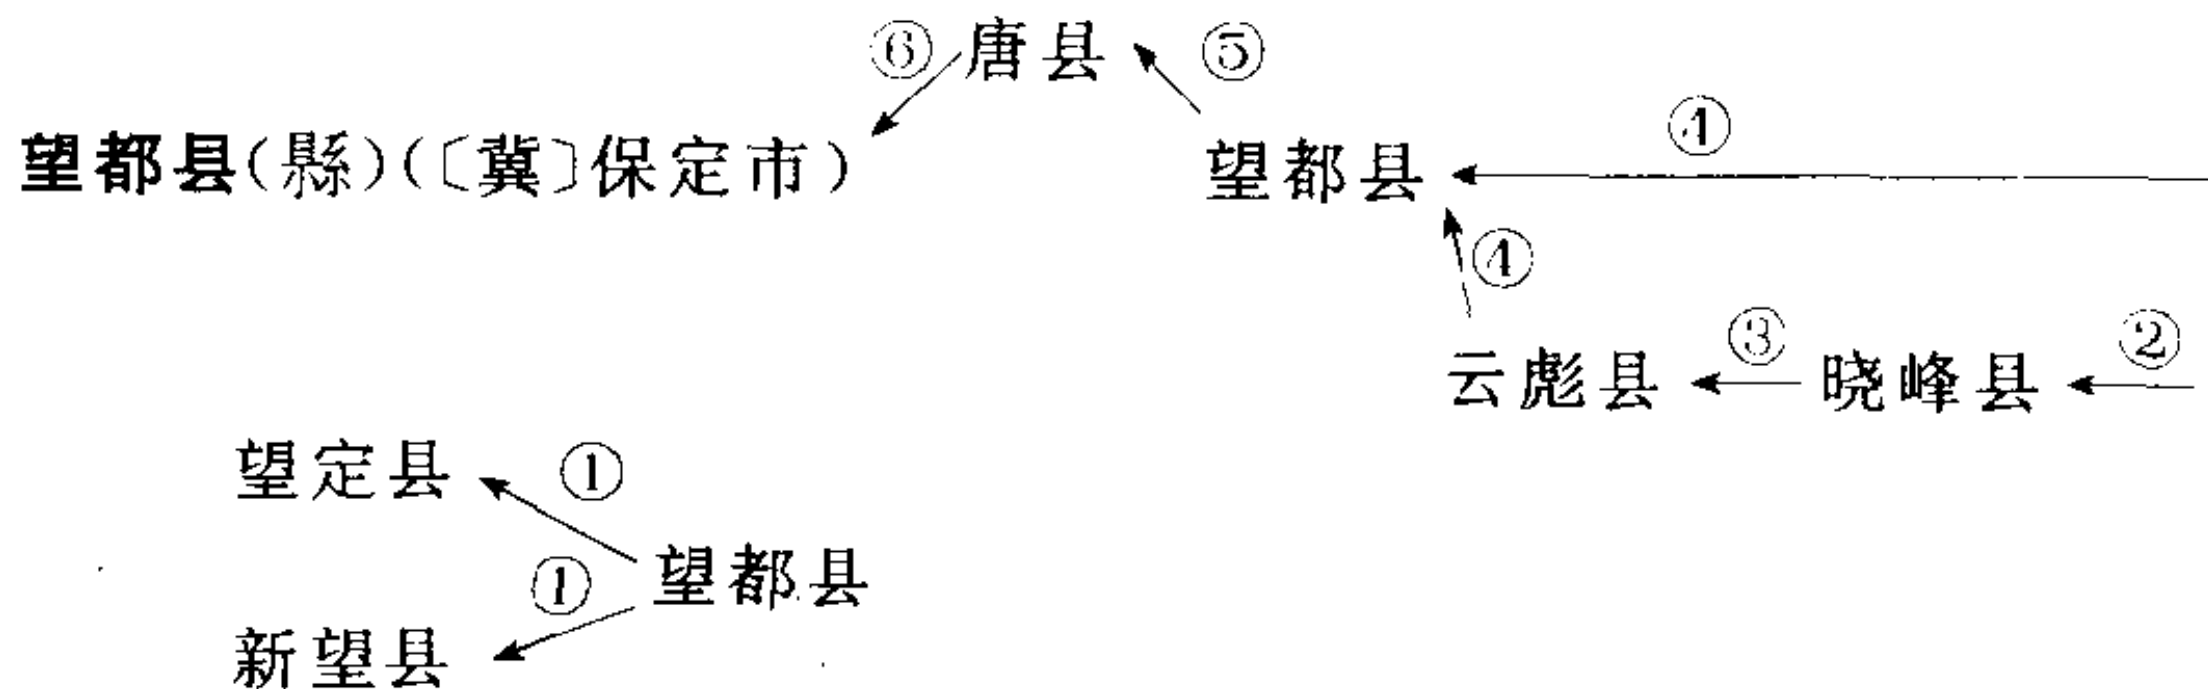 ⑥ 唐县 ⑤
望都县(縣)(〔冀〕保定市) 望都县 ④
④
云彪县 ③ 晓峰县 ②
望定县 ①
① 望都县
新望县